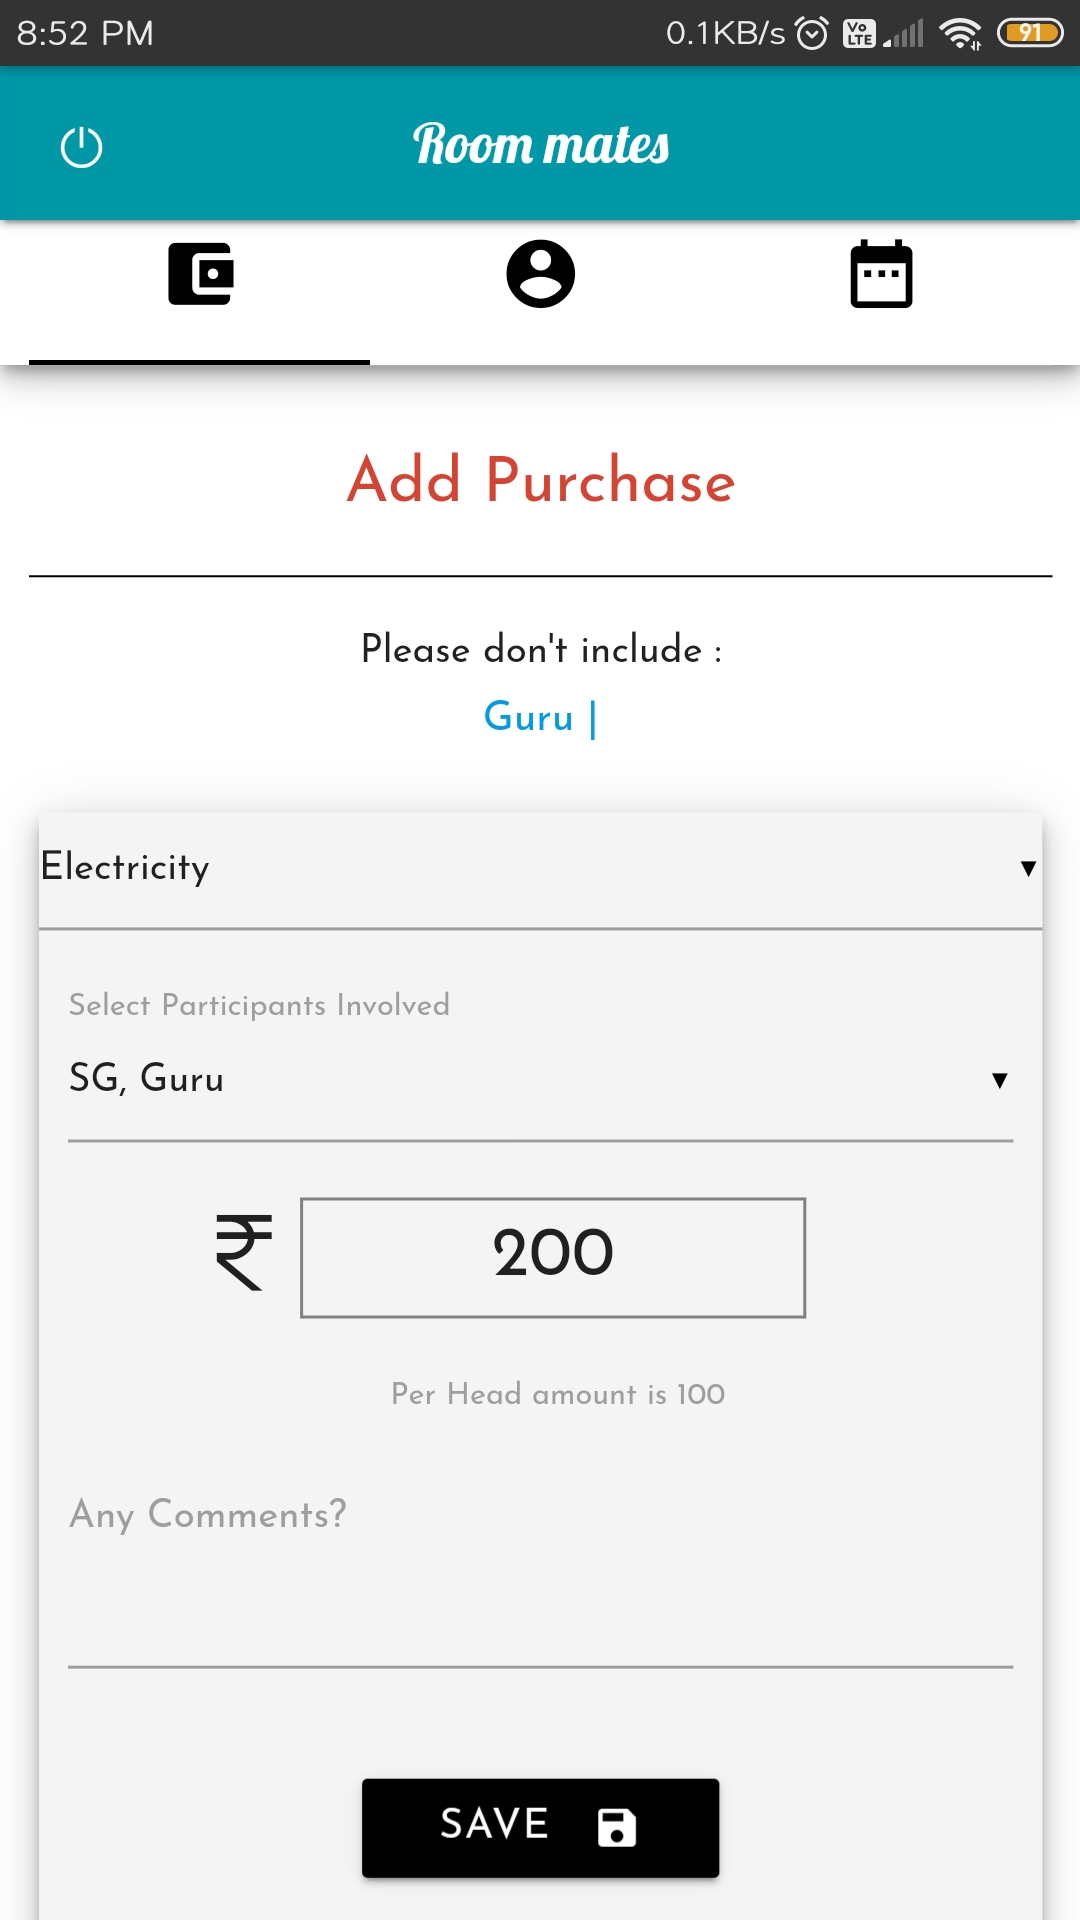 8:52 PM 0.1KB/s Vo LTE 91
Room mates
Add Purchase
Please don't include :
Guru |
Electricity ▼
Select Participants Involved
SG, Guru ▼
₹ 200
Per Head amount is 100
Any Comments?
SAVE